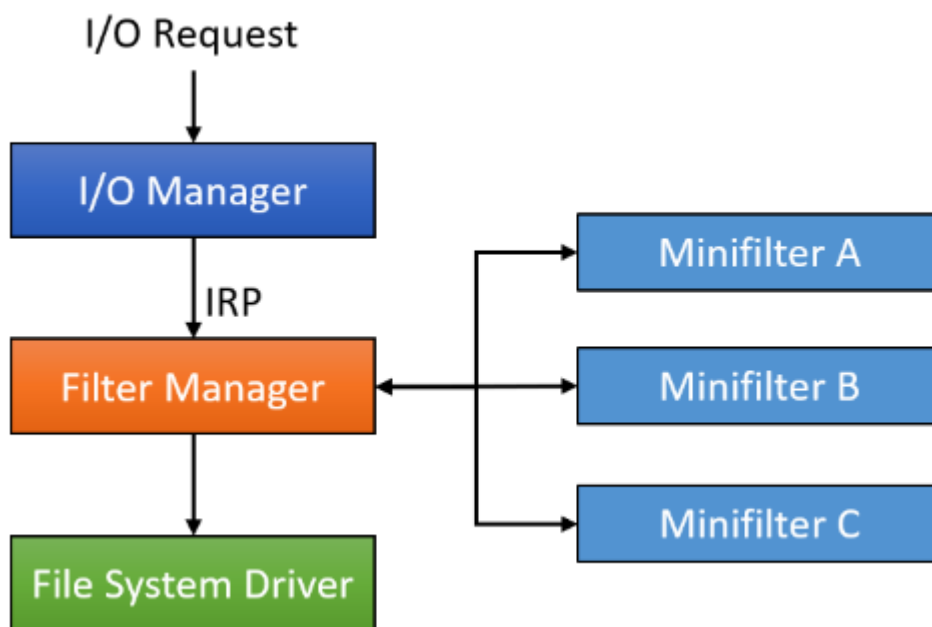 I/O Request
I/O Manager
IRP
Filter Manager
File System Driver
Minifilter A
Minifilter B
Minifilter C